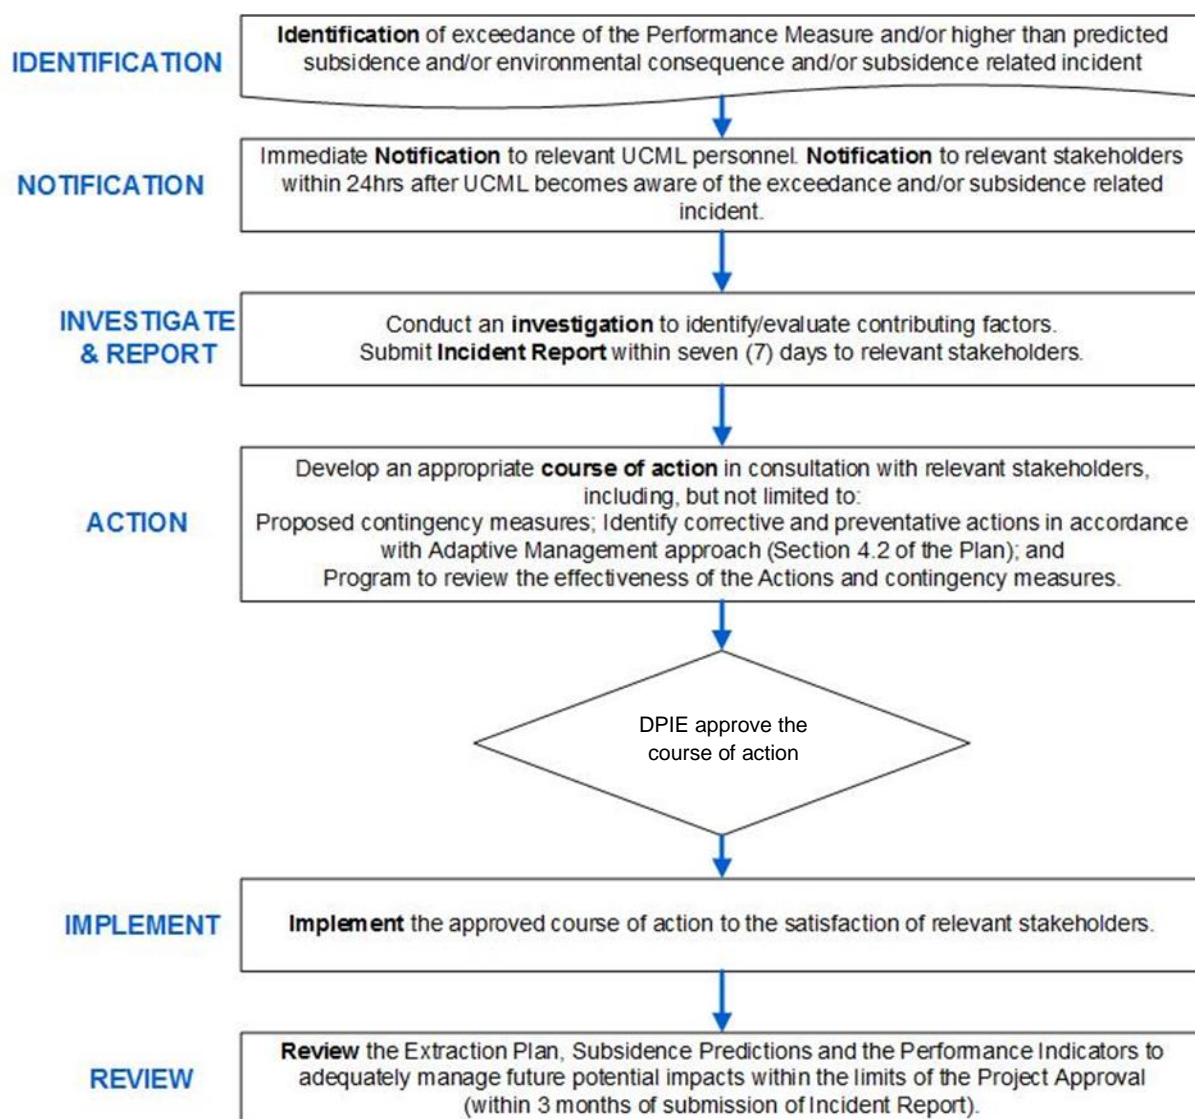 IDENTIFICATION
Identification of exceedance of the Performance Measure and/or higher than predicted
subsidence and/or environmental consequence and/or subsidence related incident
NOTIFICATION
Immediate Notification to relevant UCML personnel. Notification to relevant stakeholders
within 24hrs after UCML becomes aware of the exceedance and/or subsidence related
incident.
INVESTIGATE
& REPORT
Conduct an investigation to identify/evaluate contributing factors.
Submit Incident Report within seven (7) days to relevant stakeholders.
ACTION
Develop an appropriate course of action in consultation with relevant stakeholders,
including, but not limited to:
Proposed contingency measures; Identify corrective and preventative actions in accordance
with Adaptive Management approach (Section 4.2 of the Plan); and
Program to review the effectiveness of the Actions and contingency measures.
DPIE approve the
course of action
IMPLEMENT
Implement the approved course of action to the satisfaction of relevant stakeholders.
REVIEW
Review the Extraction Plan, Subsidence Predictions and the Performance Indicators to
adequately manage future potential impacts within the limits of the Project Approval
(within 3 months of submission of Incident Report).